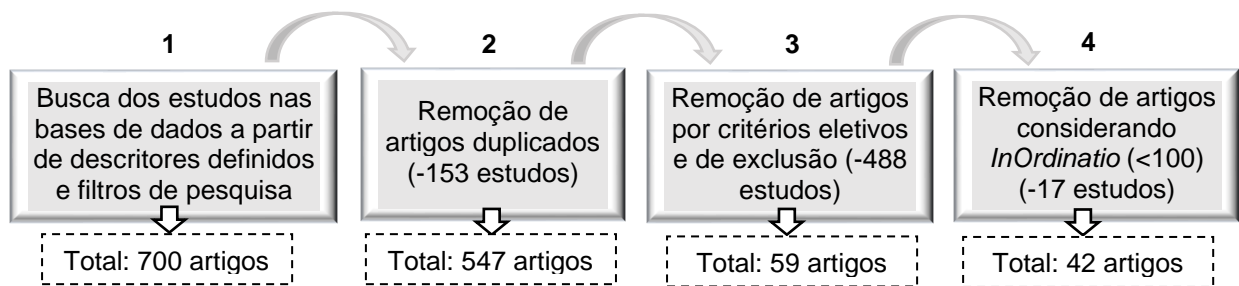 1
Busca dos estudos nas
bases de dados a partir
de descritores definidos
e filtros de pesquisa
Total: 700 artigos
2
Remoção de
artigos duplicados
(-153 estudos)
Total: 547 artigos
3
Remoção de artigos
por critérios eletivos
e de exclusão (-488
estudos)
Total: 59 artigos
4
Remoção de artigos
considerando
InOrdinatio (<100)
(-17 estudos)
Total: 42 artigos